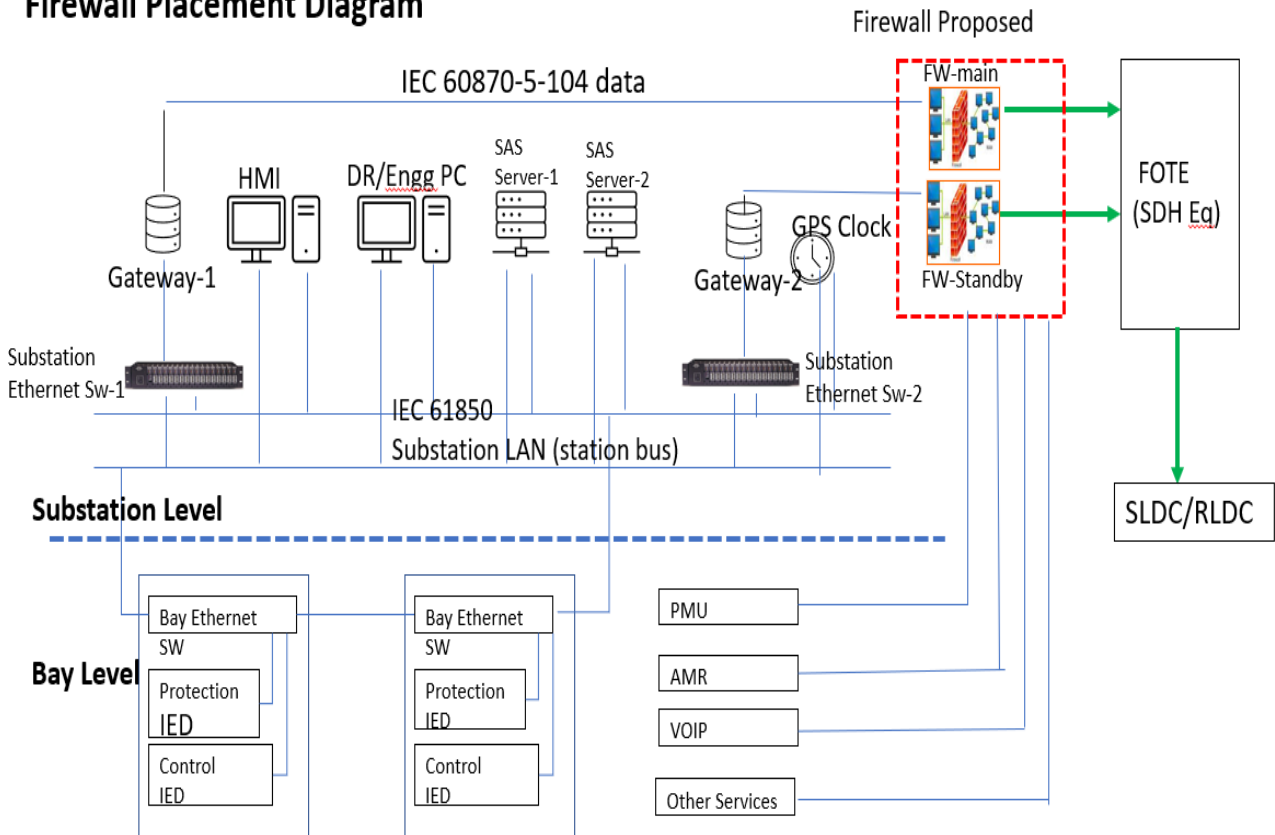 Firewall Placement Diagram
Firewall Proposed
IEC 60870-5-104 data
FW-main
HMI
DR/Engg PC
SAS
Server-1
SAS
Server-2
FOTE
(SDH Eq)
GPS Clock
Gateway-1
Gateway-2
FW-Standby
Substation
Ethernet Sw-1
Substation
Ethernet Sw-2
IEC 61850
Substation LAN (station bus)
Substation Level
SLDC/RLDC
Bay Ethernet
SW
Bay Ethernet
SW
PMU
Bay Level
Protection
IED
Protection
IED
AMR
VOIP
Control
IED
Control
IED
Other Services